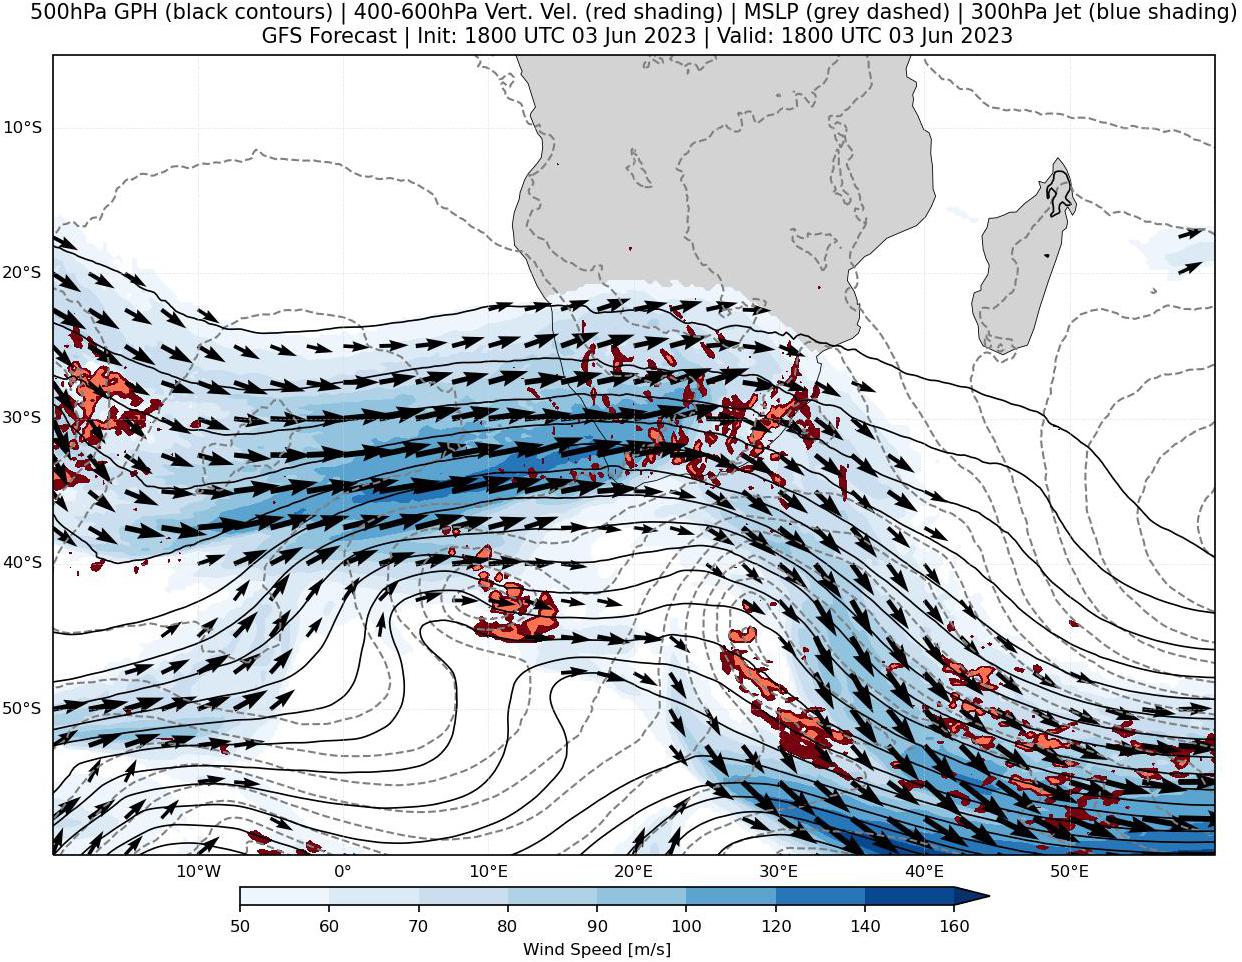 500hPa GPH (black contours) | 400-600hPa Vert. Vel. (red shading) | MSLP (grey dashed) | 300hPa Jet (blue shading)
GFS Forecast | Init: 1800 UTC 03 Jun 2023 | Valid: 1800 UTC 03 Jun 2023
10°S
20°S
30°S
40°S
50°S
10°W 0° 10°E 20°E 30°E 40°E 50°E
50 60 70 80 90 100 120 140 160
Wind Speed [m/s]